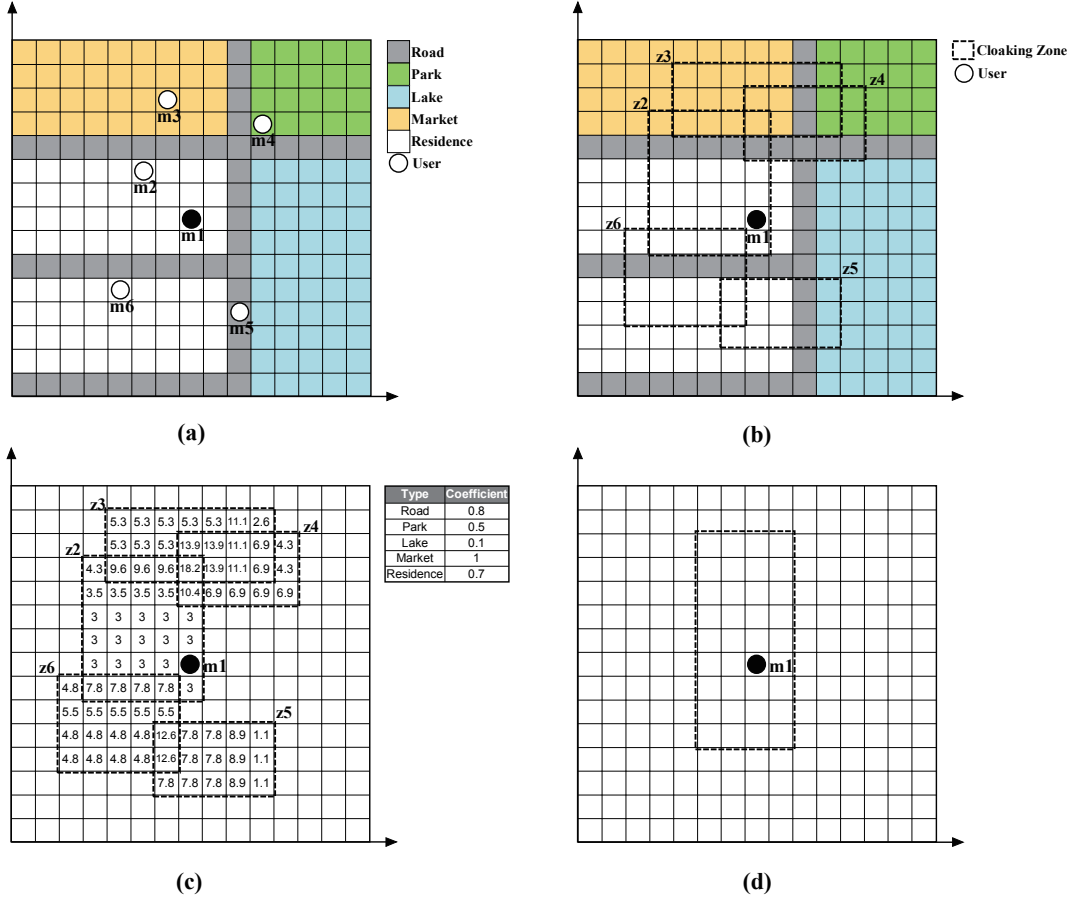 Road
Park
Lake
Market
Residence
User
m3
m4
m2
m1
m6
m5
(a)
Cloaking Zone
User
z3
z4
z2
m1
z6
z5
(b)
Type Coefficient
Road 0.8
Park 0.5
Lake 0.1
Market 1
Residence 0.7
z3
5.3 5.3 5.3 5.3 5.3 11.1 2.6
z4
5.3 5.3 5.3 13.9 13.9 11.1 6.9 4.3
z2
4.3 9.6 9.6 9.6 18.2 13.9 11.1 6.9 4.3
3.5 3.5 3.5 3.5 10.4 6.9 6.9 6.9 6.9
3 3 3 3 3
3 3 3 3 3
3 3 3 3 m1
z6
4.8 7.8 7.8 7.8 7.8 3
5.5 5.5 5.5 5.5 5.5
z5
4.8 4.8 4.8 4.8 12.6 7.8 7.8 8.9 1.1
4.8 4.8 4.8 4.8 12.6 7.8 7.8 8.9 1.1
7.8 7.8 7.8 8.9 1.1
(c)
m1
(d)